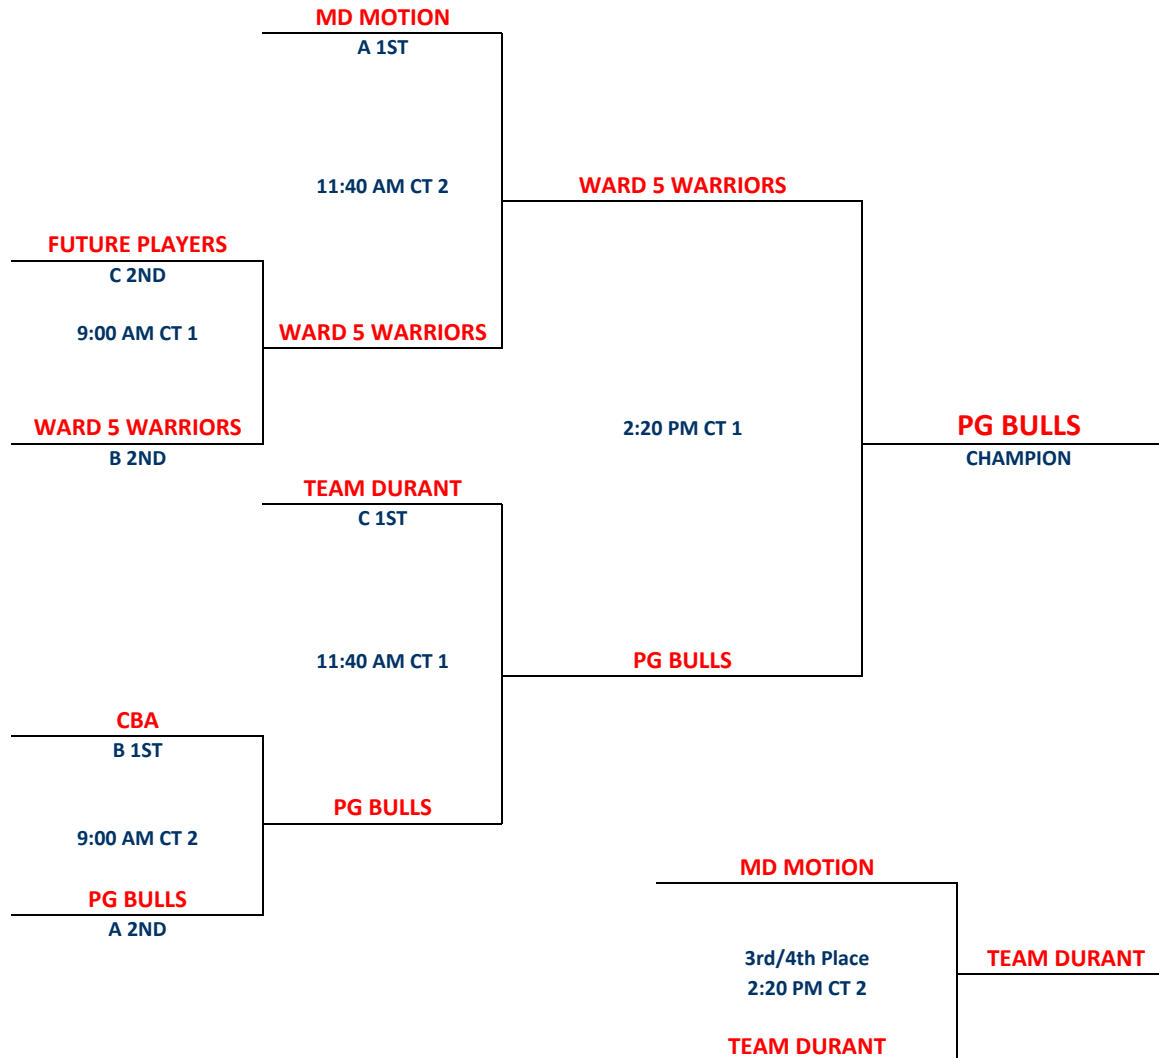 MD MOTION
A 1ST
11:40 AM CT 2
WARD 5 WARRIORS
FUTURE PLAYERS
C 2ND
9:00 AM CT 1
WARD 5 WARRIORS
WARD 5 WARRIORS
B 2ND
2:20 PM CT 1
PG BULLS
CHAMPION
TEAM DURANT
C 1ST
11:40 AM CT 1
PG BULLS
CBA
B 1ST
PG BULLS
9:00 AM CT 2
PG BULLS
A 2ND
MD MOTION
3rd/4th Place
2:20 PM CT 2
TEAM DURANT
TEAM DURANT